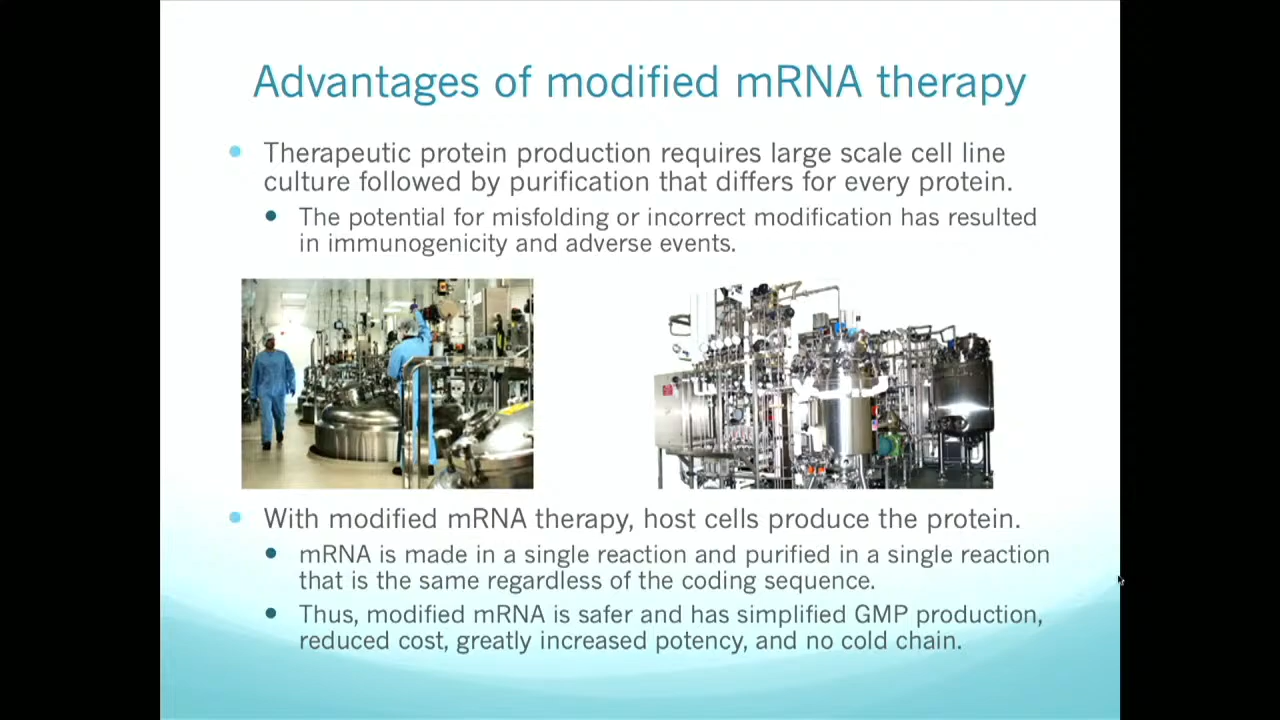 Advantages of modified mRNA therapy
Therapeutic protein production requires large scale cell line
culture followed by purification that differs for every protein.
The potential for misfolding or incorrect modification has resulted
in immunogenicity and adverse events.
With modified mRNA therapy, host cells produce the protein.
mRNA is made in a single reaction and purified in a single reaction
that is the same regardless of the coding sequence.
Thus, modified mRNA is safer and has simplified GMP production,
reduced cost, greatly increased potency, and no cold chain.